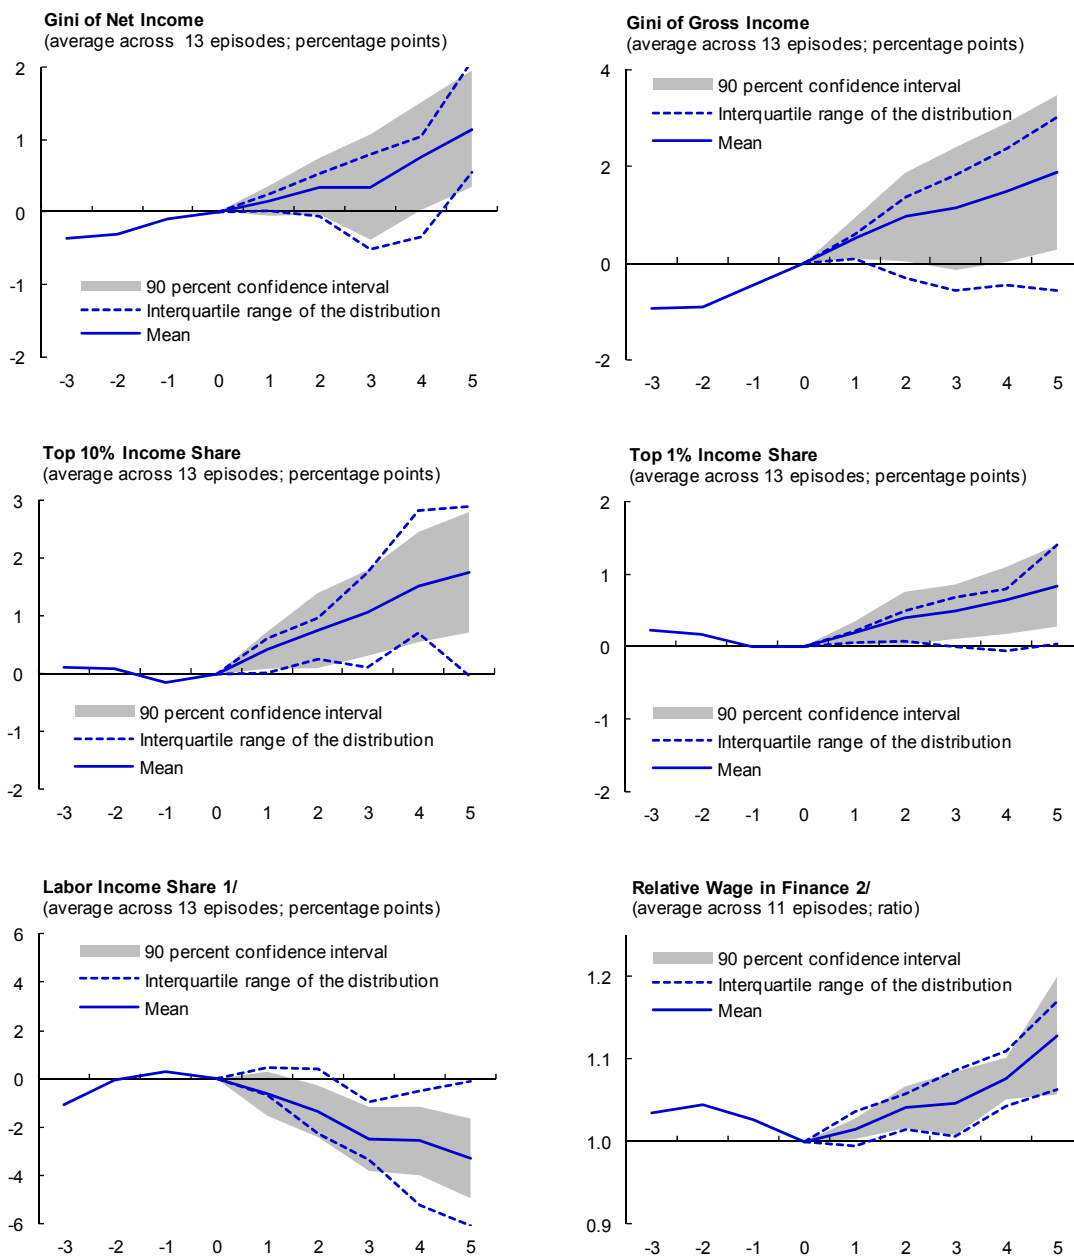 Gini of Net Income
(average across 13 episodes; percentage points)
2
1
0
-1
-2
90 percent confidence interval
Interquartile range of the distribution
Mean
-3 -2 -1 0 1 2 3 4 5
Gini of Gross Income
(average across 13 episodes; percentage points)
4
2
0
-2
90 percent confidence interval
Interquartile range of the distribution
Mean
-3 -2 -1 0 1 2 3 4 5
Top 10% Income Share
(average across 13 episodes; percentage points)
3
2
1
0
-1
-2
90 percent confidence interval
Interquartile range of the distribution
Mean
-3 -2 -1 0 1 2 3 4 5
Top 1% Income Share
(average across 13 episodes; percentage points)
2
1
0
-1
-2
90 percent confidence interval
Interquartile range of the distribution
Mean
-3 -2 -1 0 1 2 3 4 5
Labor Income Share 1/
(average across 13 episodes; percentage points)
6
4
2
0
-2
-4
-6
90 percent confidence interval
Interquartile range of the distribution
Mean
-3 -2 -1 0 1 2 3 4 5
Relative Wage in Finance 2/
(average across 11 episodes; ratio)
1.2
1.1
1.0
0.9
90 percent confidence interval
Interquartile range of the distribution
Mean
-3 -2 -1 0 1 2 3 4 5